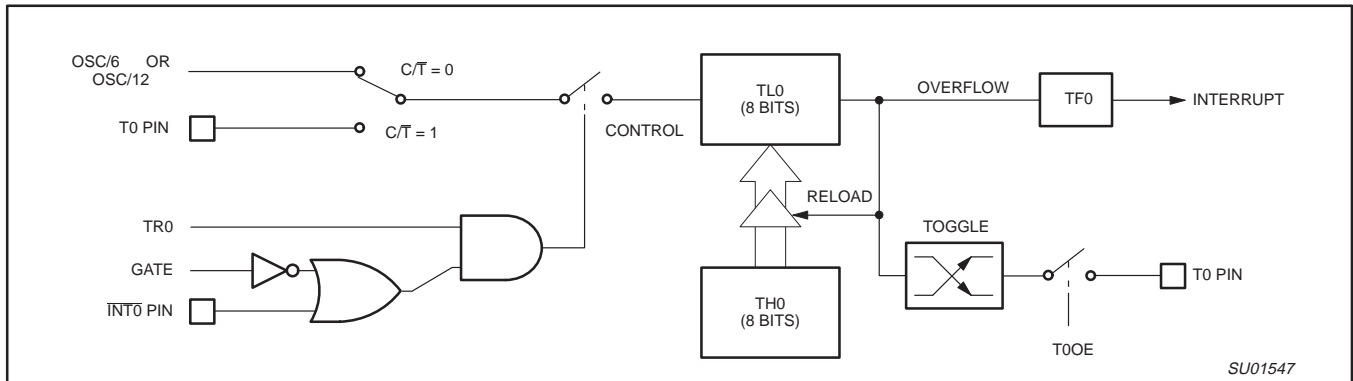 OSC/6 OR
OSC/12
C/T̅ = 0
T0 PIN
C/T̅ = 1
CONTROL
TL0
(8 BITS)
OVERFLOW
TF0
INTERRUPT
RELOAD
TR0
GATE
I̅N̅T̅0̅ PIN
TH0
(8 BITS)
TOGGLE
T0 PIN
T0OE
SU01547